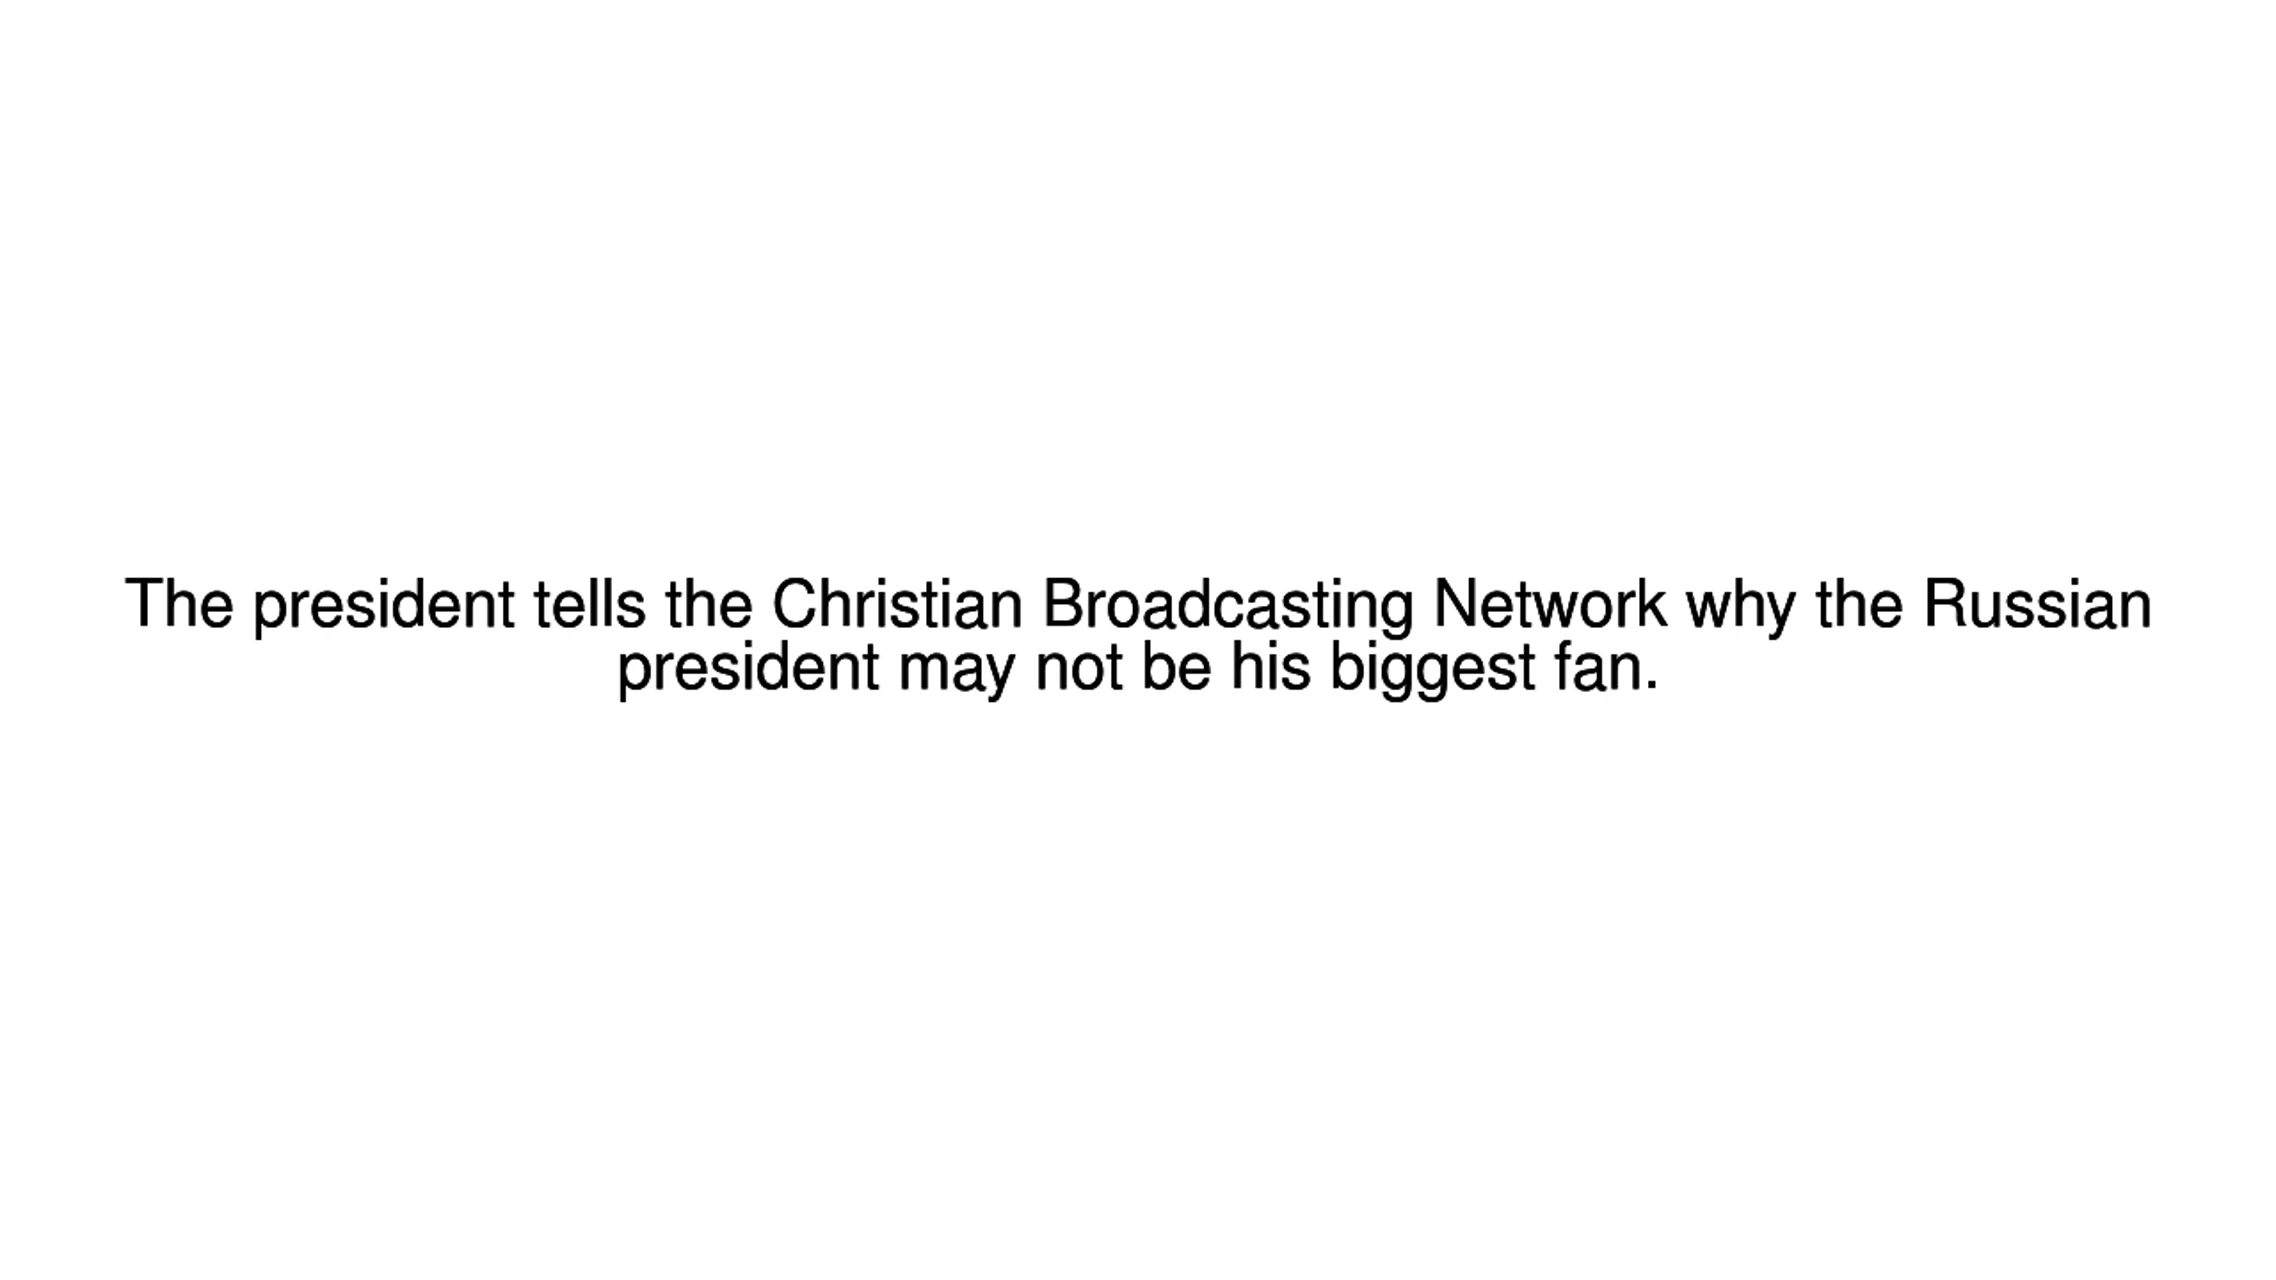 The president tells the Christian Broadcasting Network why the Russian
president may not be his biggest fan.